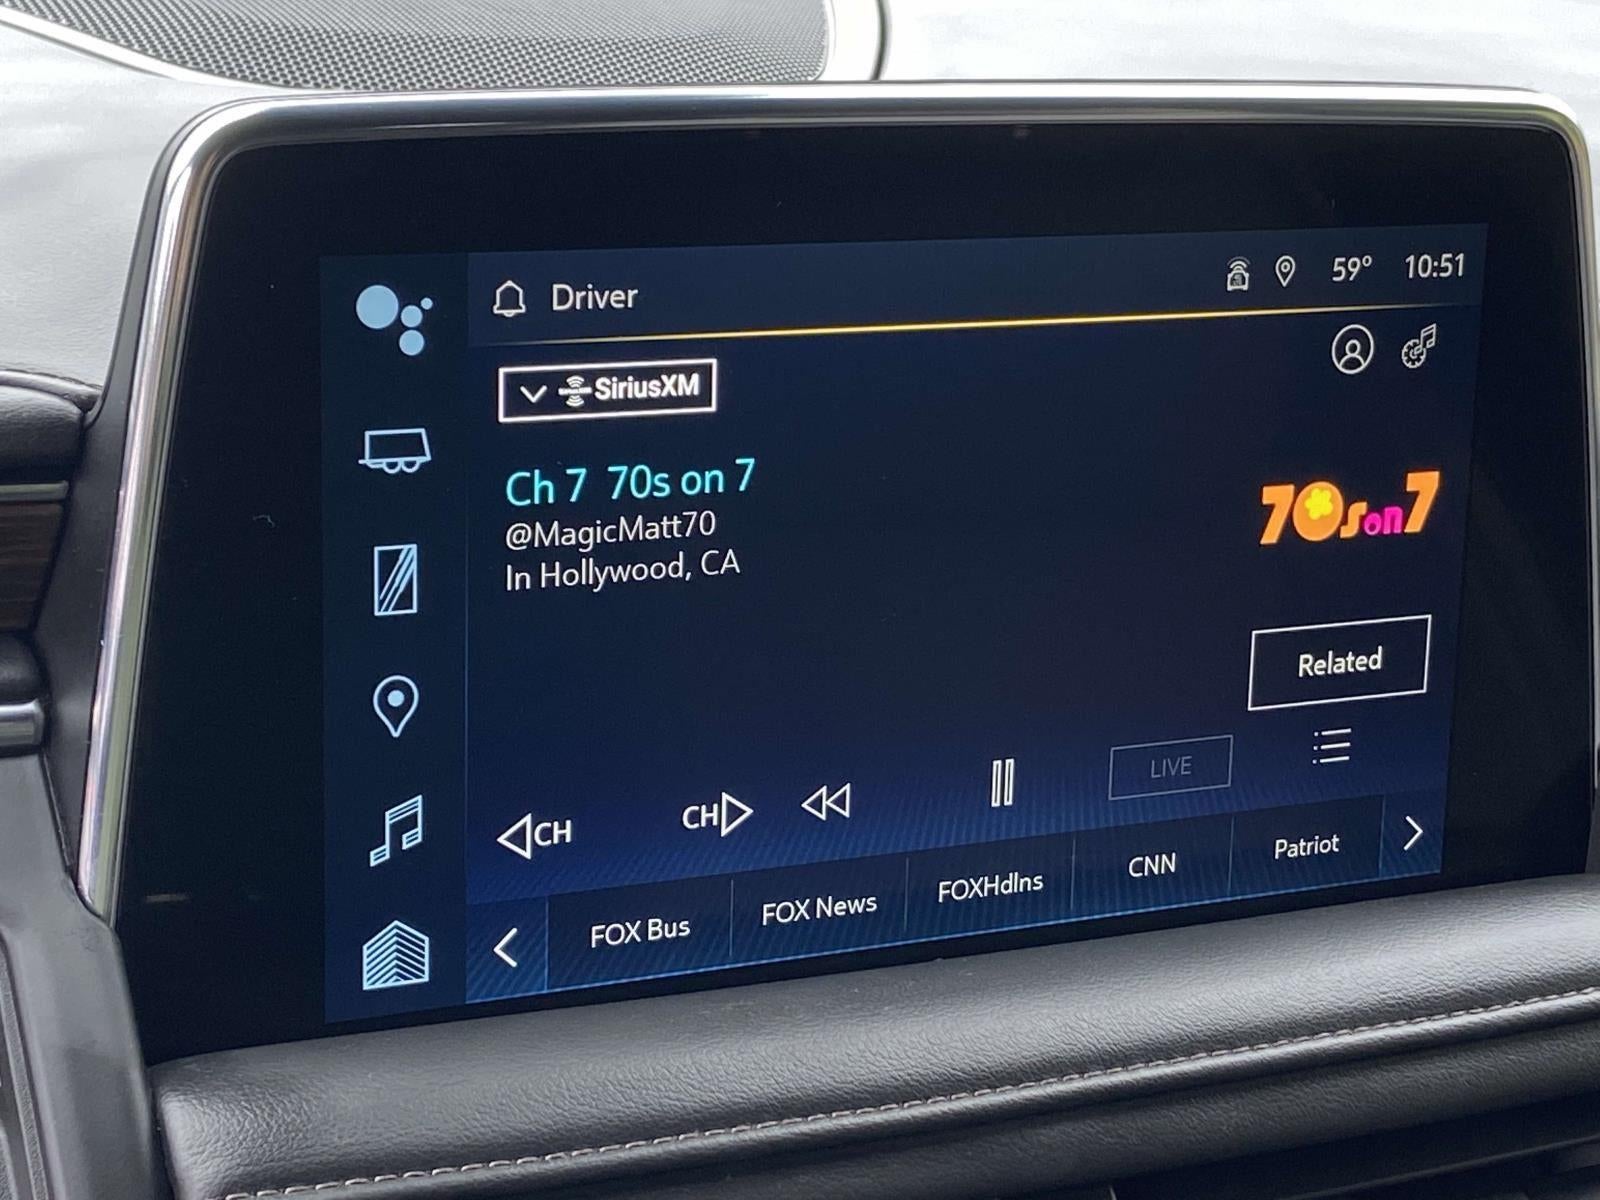 Driver
59° 10:51
SiriusXM
Ch 7 70s on 7
@MagicMatt70
In Hollywood, CA
70s on 7
Related
CH
CH
LIVE
FOX Bus
FOX News
FOXHdlns
CNN
Patriot